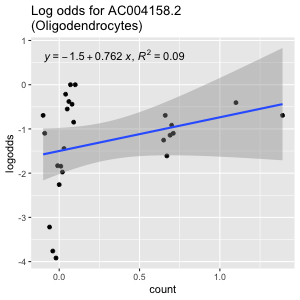 Log odds for AC004158.2
(Oligodendrocytes)
y = −1.5 + 0.762 x, R² = 0.09
1
0
-1
-2
-3
-4
logodds
0.0 0.5 1.0
count